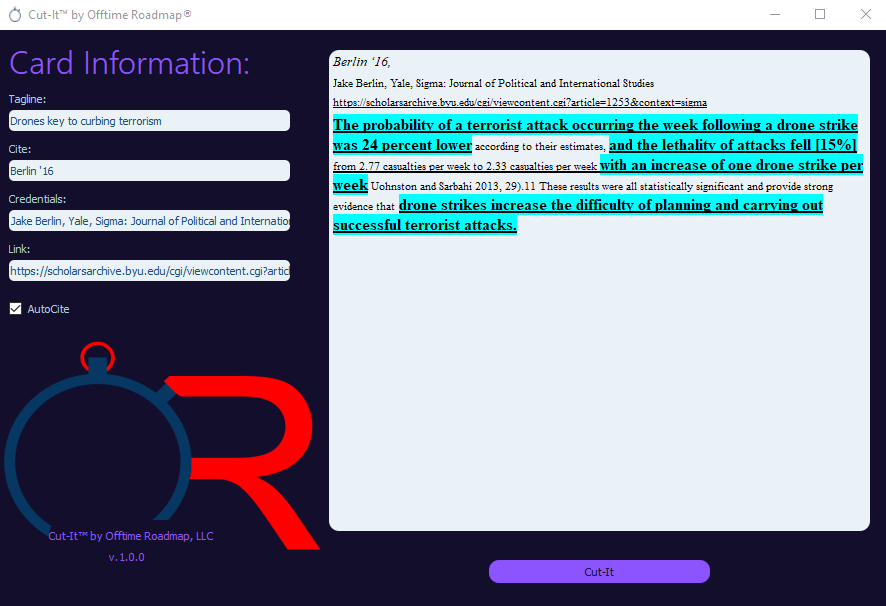 Cut-It™ by Offtime Roadmap®
Card Information:
Tagline:
Drones key to curbing terrorism
Cite:
Berlin '16
Credentials:
Jake Berlin, Yale, Sigma: Journal of Political and Internation
Link:
https://scholarsarchive.byu.edu/cgi/viewcontent.cgi?articl
AutoCite
Cut-It™ by Offtime Roadmap, LLC
v.1.0.0
Berlin ‘16,
Jake Berlin, Yale, Sigma: Journal of Political and International Studies
https://scholarsarchive.byu.edu/cgi/viewcontent.cgi?article=1253&context=sigma
The probability of a terrorist attack occurring the week following a drone strike
was 24 percent lower according to their estimates, and the lethality of attacks fell [15%]
from 2.77 casualties per week to 2.33 casualties per week with an increase of one drone strike per
week Uohnston and Sarbahi 2013, 29).11 These results were all statistically significant and provide strong
evidence that drone strikes increase the difficulty of planning and carrying out
successful terrorist attacks.
Cut-It